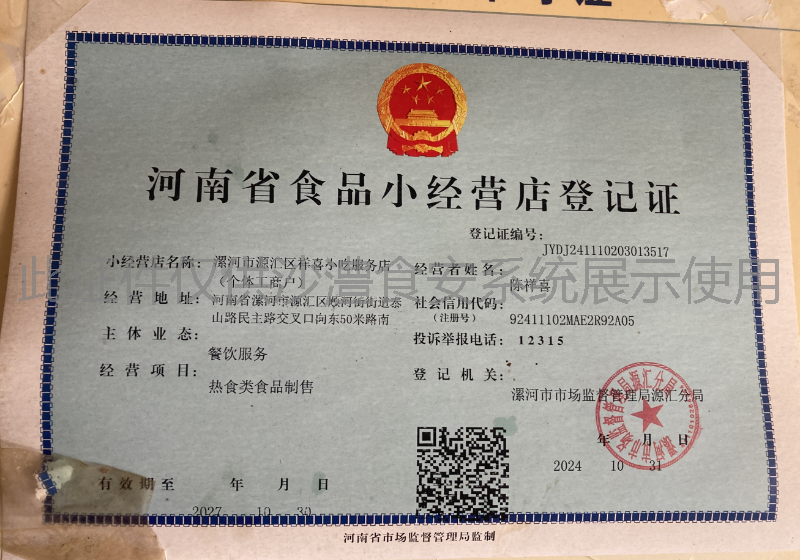 河南省食品小经营店登记证
登记证编号：
JYDJ241110203013517
小经营店名称：漯河市源汇区祥喜小吃服务店
（个体工商户）
经营地址：河南省漯河市源汇区顺河街街道泰
山路民主路交叉口向东50米路南
主体业态：
餐饮服务
经营项目：
热食类食品制售
经营者姓名：
陈祥喜
社会信用代码：
（注册号）
92411102MAE2R92A05
投诉举报电话：12315
登记机关：
漯河市市场监督管理局源汇分局
年 月 日
2024 10 31
有效期至 年 月 日
2027 10 30
河南省市场监督管理局监制